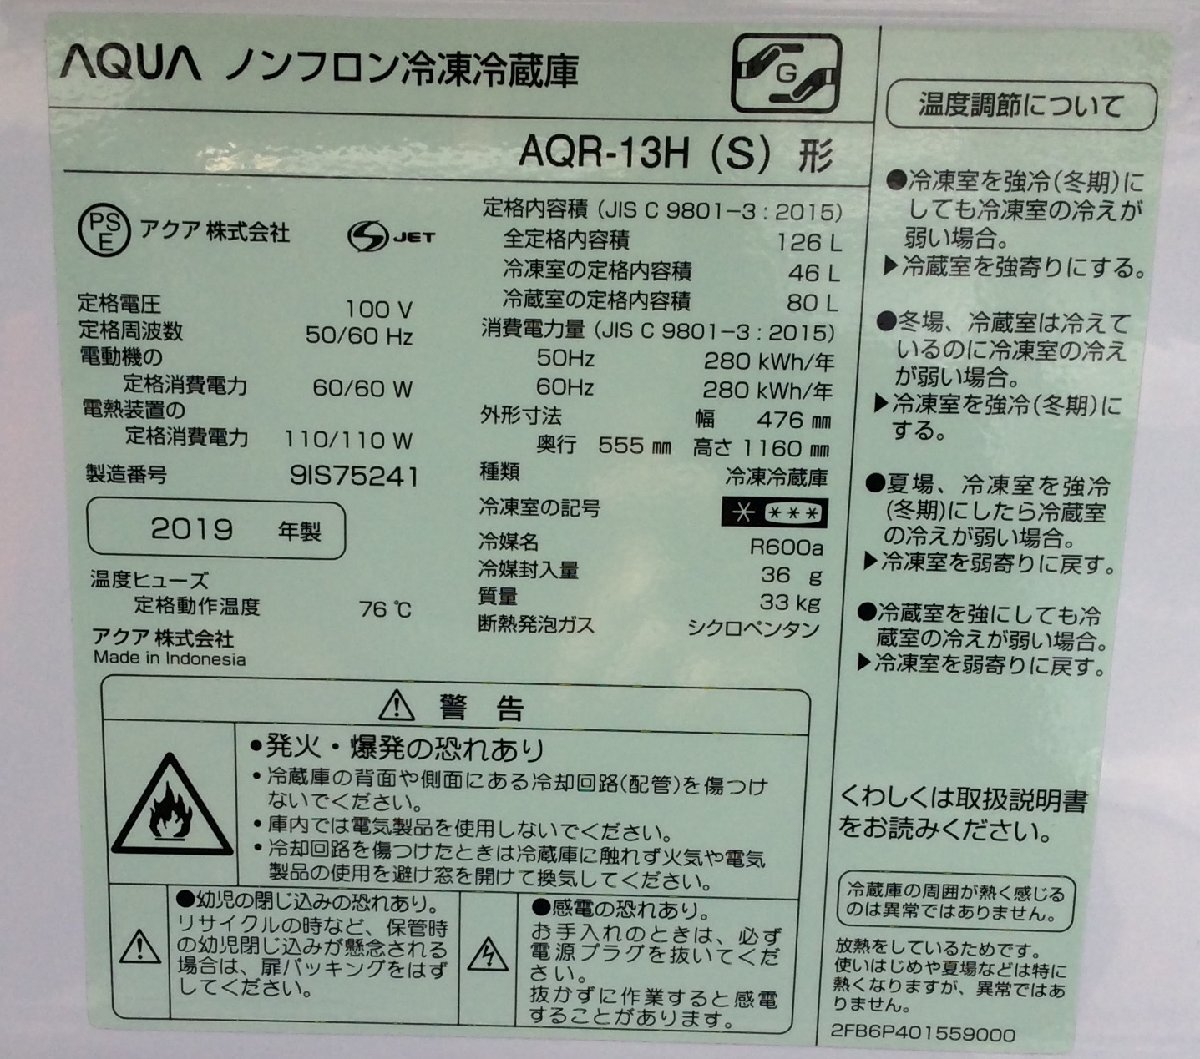 AQUA ノンフロン冷凍冷蔵庫
G
AQR-13H (S) 形
PS
E
アクア 株式会社
S JET
定格電圧 100 V
定格周波数 50/60 Hz
電動機の
定格消費電力 60/60 W
電熱装置の
定格消費電力 110/110 W
製造番号 9IS75241
2019 年製
温度ヒューズ
定格動作温度 76 ℃
アクア 株式会社
Made in Indonesia
定格内容積 (JIS C 9801-3 : 2015)
全定格内容積 126 L
冷凍室の定格内容積 46 L
冷蔵室の定格内容積 80 L
消費電力量 (JIS C 9801-3 : 2015)
50Hz 280 kWh/年
60Hz 280 kWh/年
外形寸法 幅 476 ㎜
奥行 555 ㎜ 高さ 1160 ㎜
種類 冷凍冷蔵庫
冷凍室の記号 * ***
冷媒名 R600a
冷媒封入量 36 g
質量 33 kg
断熱発泡ガス シクロペンタン
警 告
•発火・爆発の恐れあり
・冷蔵庫の背面や側面にある冷却回路(配管)を傷つけ
ないでください。
・庫内では電気製品を使用しないでください。
・冷却回路を傷つけたときは冷蔵庫に触れず火気や電気
製品の使用を避け窓を開けて換気してください。
●幼児の閉じ込みの恐れあり。
リサイクルの時など、保管時
の幼児閉じ込みが懸念される
場合は、扉パッキングをはず
してください。
●感電の恐れあり。
お手入れのときは、必ず
電源プラグを抜いてくだ
さい。
抜かずに作業すると感電
することがあります。
温度調節について
●冷凍室を強冷(冬期)に
しても冷凍室の冷えが
弱い場合。
▶冷蔵室を強寄りにする。
●冬場、冷蔵室は冷えて
いるのに冷凍室の冷え
が弱い場合。
▶冷凍室を強冷(冬期)に
する。
●夏場、冷凍室を強冷
(冬期)にしたら冷蔵室
の冷えが弱い場合。
▶冷凍室を弱寄りに戻す。
●冷蔵室を強にしても冷
蔵室の冷えが弱い場合。
▶冷凍室を弱寄りに戻す。
くわしくは取扱説明書
をお読みください。
冷蔵庫の周囲が熱く感じる
のは異常ではありません。
放熱をしているためです。
使いはじめや夏場などは特に
熱くなりますが、異常ではあ
りません。
2FB6P401559000